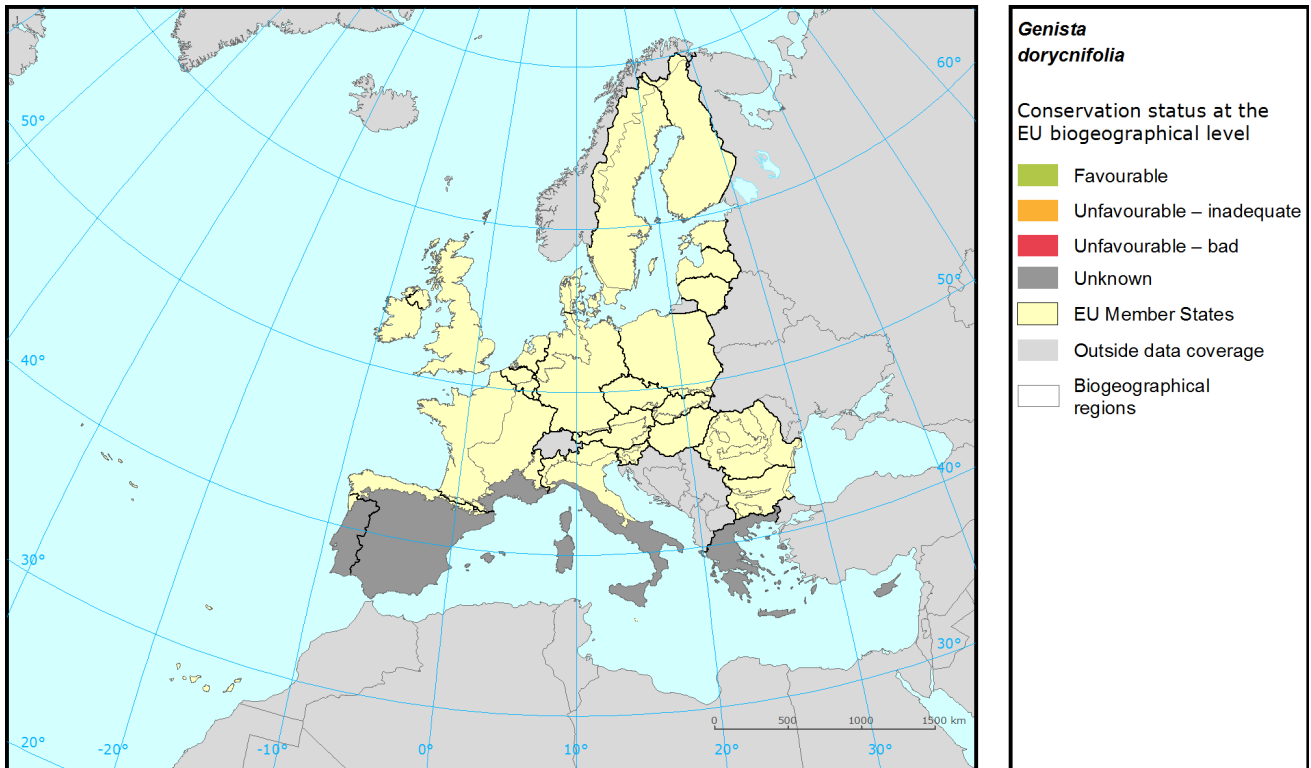 Genista
dorycnifolia
Conservation status at the
EU biogeographical level
Favourable
Unfavourable – inadequate
Unfavourable – bad
Unknown
EU Member States
Outside data coverage
Biogeographical
regions
60°
50°
50°
40°
40°
30°
30°
0 500 1000 1500 km
20° -20° -10° 0° 10° 20° 30°